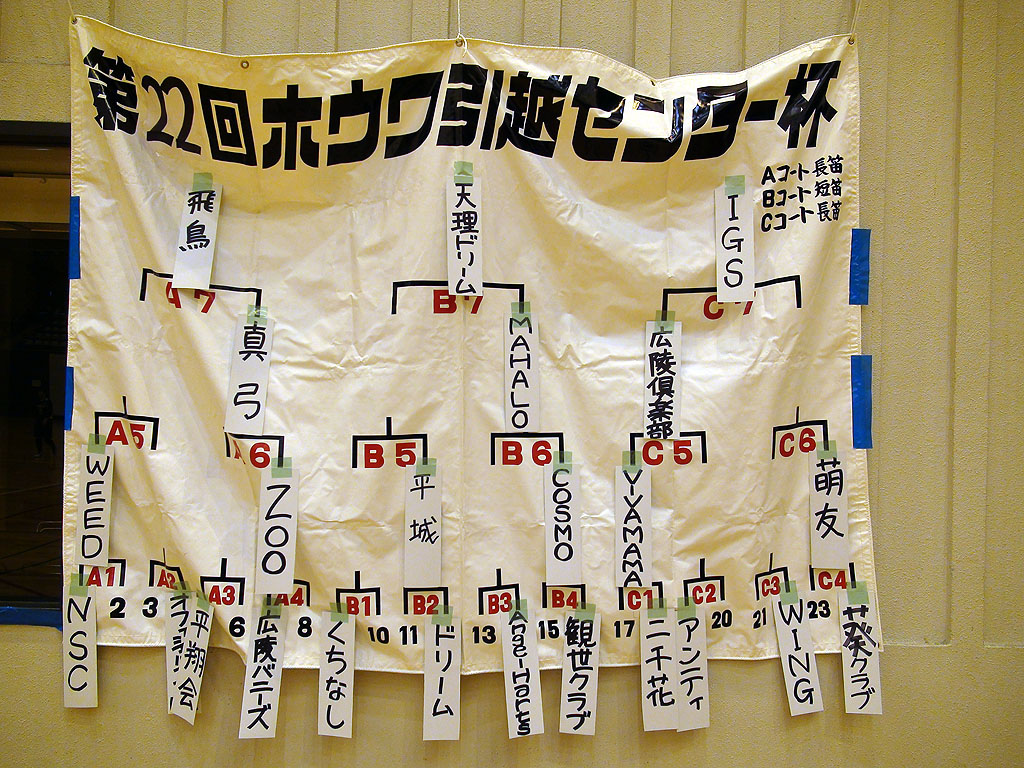 第22回ホウワ引越センター杯
Aコート長笛
Bコート短笛
Cコート長笛
飛鳥
天理ドリーム
IGS
A7
B7
C7
真弓
MAHALO
広陵倶楽部
A5
A6
B5
B6
C5
C6
WEED
ZOO
平城
COSMO
V・YAMAMA
萌友
A1
A2
A3
A4
B1
B2
B3
B4
C1
C2
C3
C4
2
3
6
8
10
11
13
15
17
20
21
23
NSC
平翔会
広陵バニーズ
くちなし
ドリーム
Ange-Harts
観世クラブ
二千花
アンティ
WING
葵クラブ